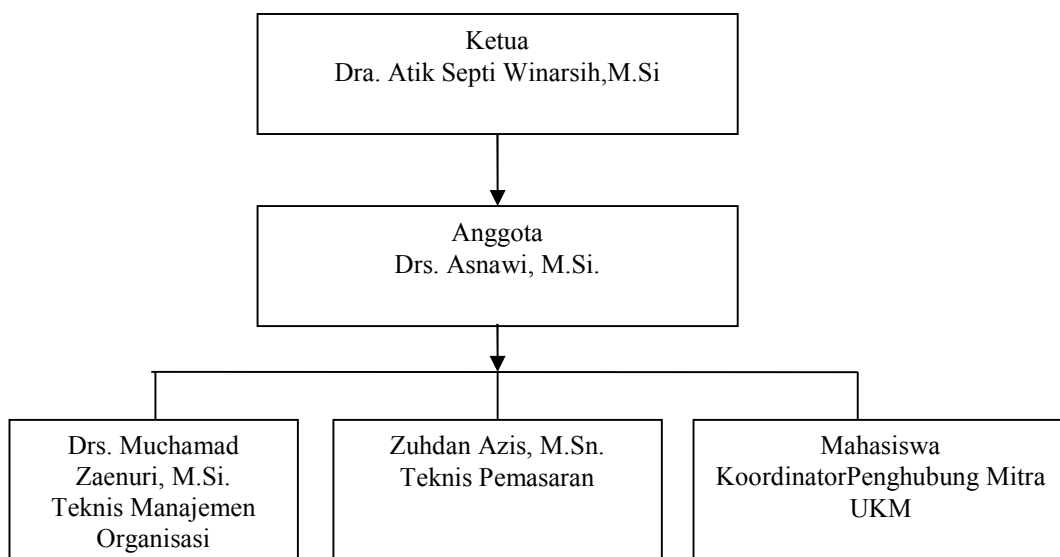 Ketua
Dra. Atik Septi Winarsih,M.Si
Anggota
Drs. Asnawi, M.Si.
Drs. Muchamad
Zaenuri, M.Si.
Teknis Manajemen
Organisasi
Zuhdan Azis, M.Sn.
Teknis Pemasaran
Mahasiswa
KoordinatorPenghubung Mitra
UKM